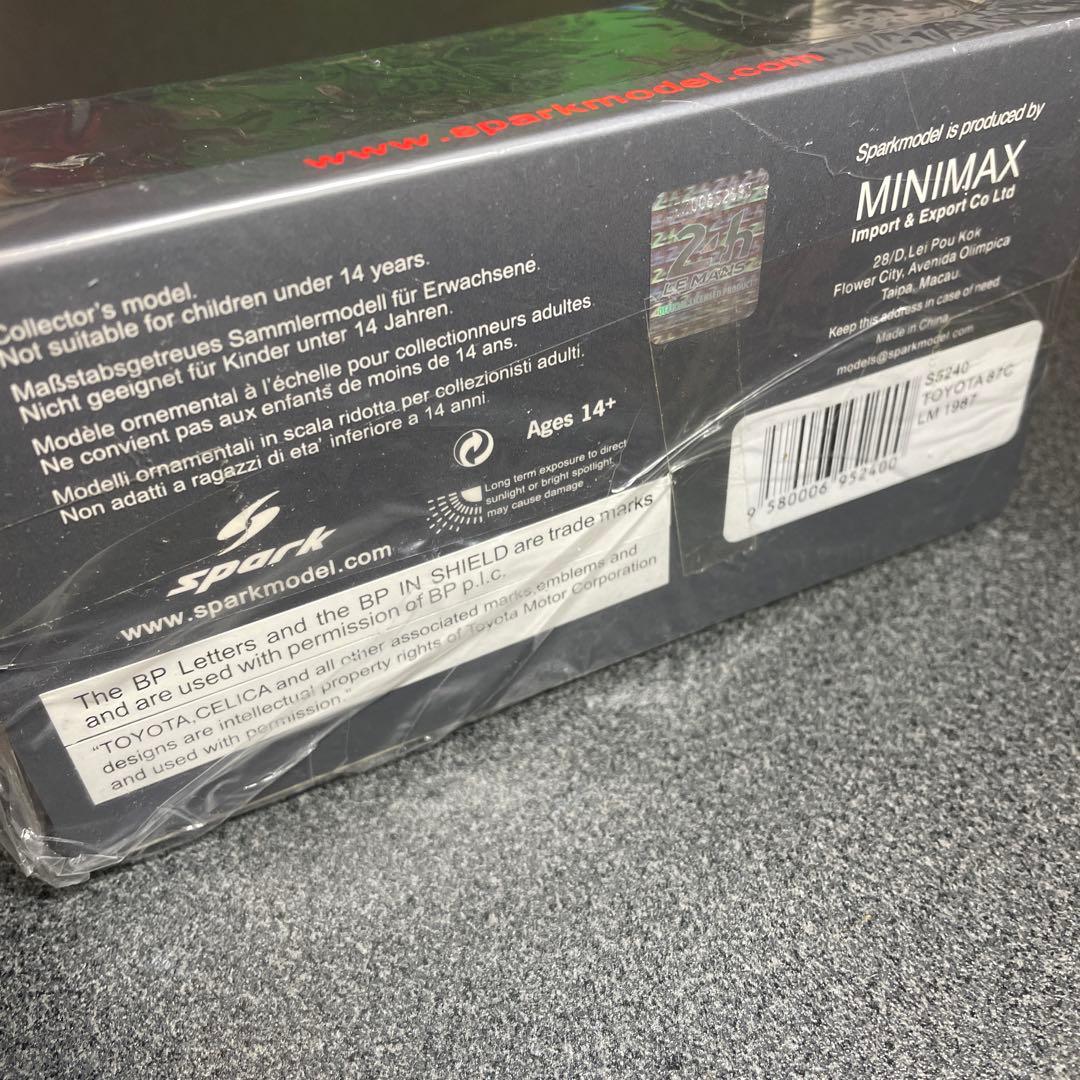 www.sparkmodel.com
Collector's model.
Not suitable for children under 14 years.
Maßstabsgetreues Sammlermodell für Erwachsene.
Nicht geeignet für Kinder unter 14 Jahren.
Modèle ornemental à l'échelle pour collectionneurs adultes.
Ne convient pas aux enfants de moins de 14 ans.
Modelli ornamentali in scala ridotta per collezionisti adulti.
Non adatti a ragazzi di eta' inferiore a 14 anni.
Ages 14+
Long term exposure to direct
sunlight or bright spotlight,
may cause damage
spark
www.sparkmodel.com
The BP Letters and the BP IN SHIELD are trade marks
and are used with permission of BP p.l.c.
"TOYOTA,CELICA and all other associated marks,emblems and
designs are intellectual property rights of Toyota Motor Corporation
and used with permission."
24h
LE MANS
OFFICIAL LICENSED PRODUCT
Sparkmodel is produced by
MINIMAX
Import & Export Co Ltd
28/D, Lei Pou Kok
Flower City, Avenida Olimpica
Taipa, Macau.
Keep this address in case of need
Made in China
models@sparkmodel.com
S5240
TOYOTA 87C
LM 1987
9 580006 952400